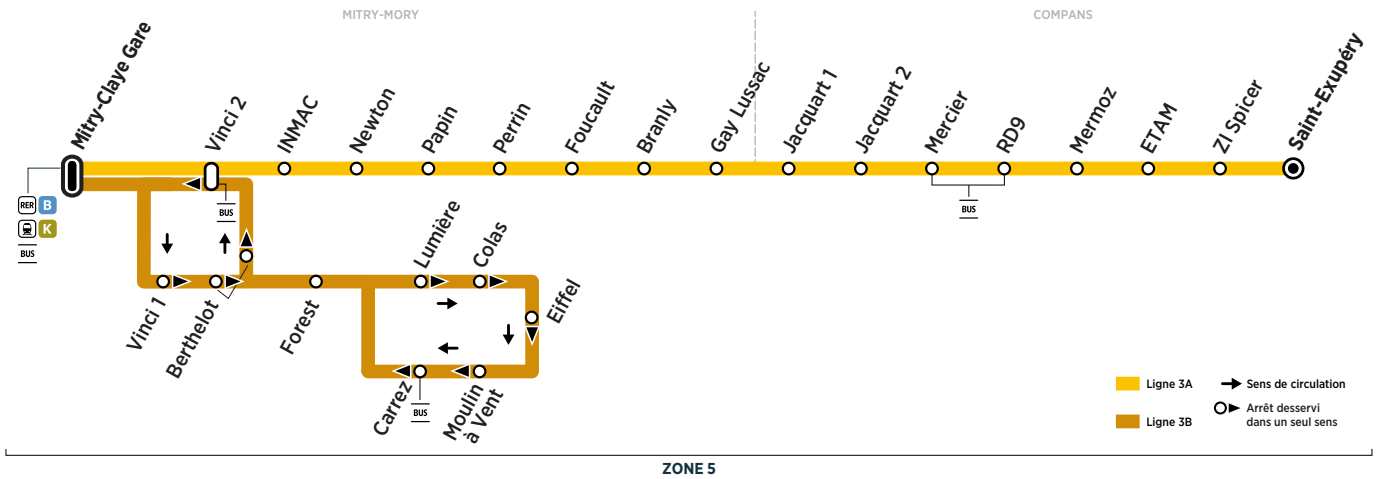 MITRY-MORY
COMPANS
Mitry-Claye Gare
Vinci 2
INMAC
Newton
Papin
Perrin
Foucault
Branly
Gay Lussac
Jacquart 1
Jacquart 2
Mercier
RD9
Mermoz
ETAM
ZI Spicer
Saint-Exupéry
RER B
K
BUS
BUS
BUS
Vinci 1
Berthelot
Forest
Lumière
Colas
Eiffel
Moulin
à Vent
Carrez
BUS
Ligne 3A
Sens de circulation
Ligne 3B
Arrêt desservi
dans un seul sens
ZONE 5